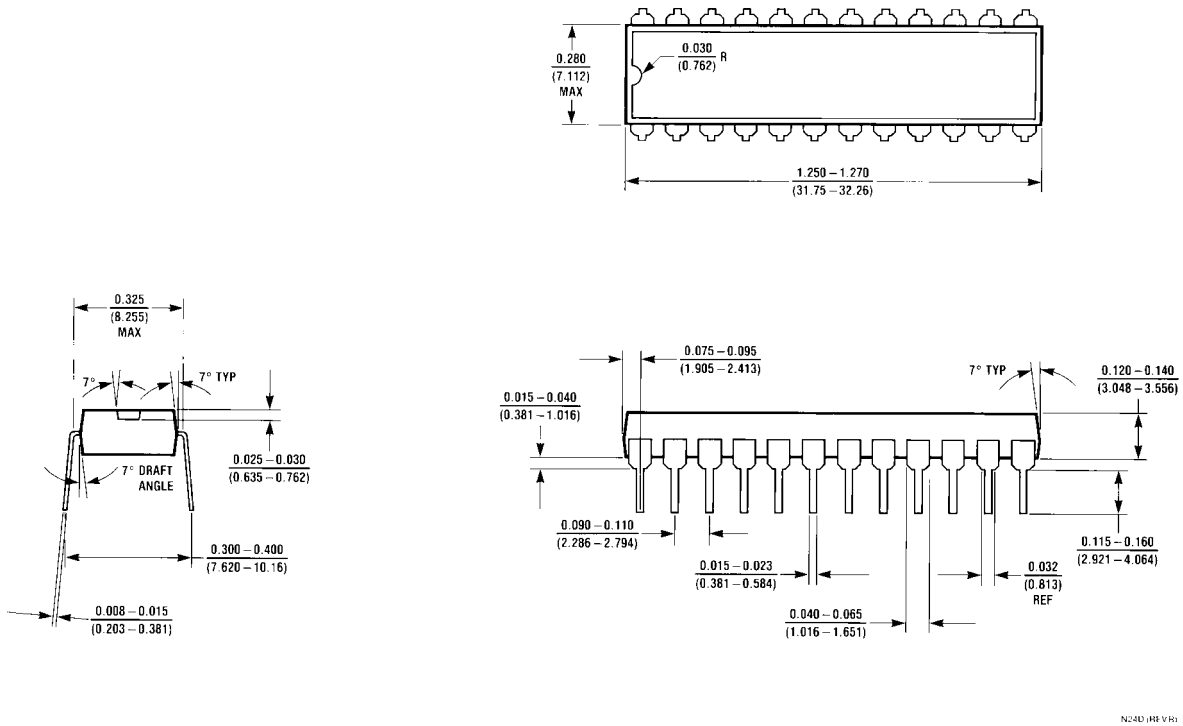 0.280
(7.112)
MAX
0.030
(0.762)
R
1.250 – 1.270
(31.75 – 32.26)
0.325
(8.255)
MAX
7°
7° TYP
0.025 – 0.030
(0.635 – 0.762)
7° DRAFT
ANGLE
0.300 – 0.400
(7.620 – 10.16)
0.008 – 0.015
(0.203 – 0.381)
0.075 – 0.095
(1.905 – 2.413)
7° TYP
0.120 – 0.140
(3.048 – 3.556)
0.015 – 0.040
(0.381 – 1.016)
0.090 – 0.110
(2.286 – 2.794)
0.015 – 0.023
(0.381 – 0.584)
0.040 – 0.065
(1.016 – 1.651)
0.032
(0.813)
REF
0.115 – 0.160
(2.921 – 4.064)
N24D (REV B)